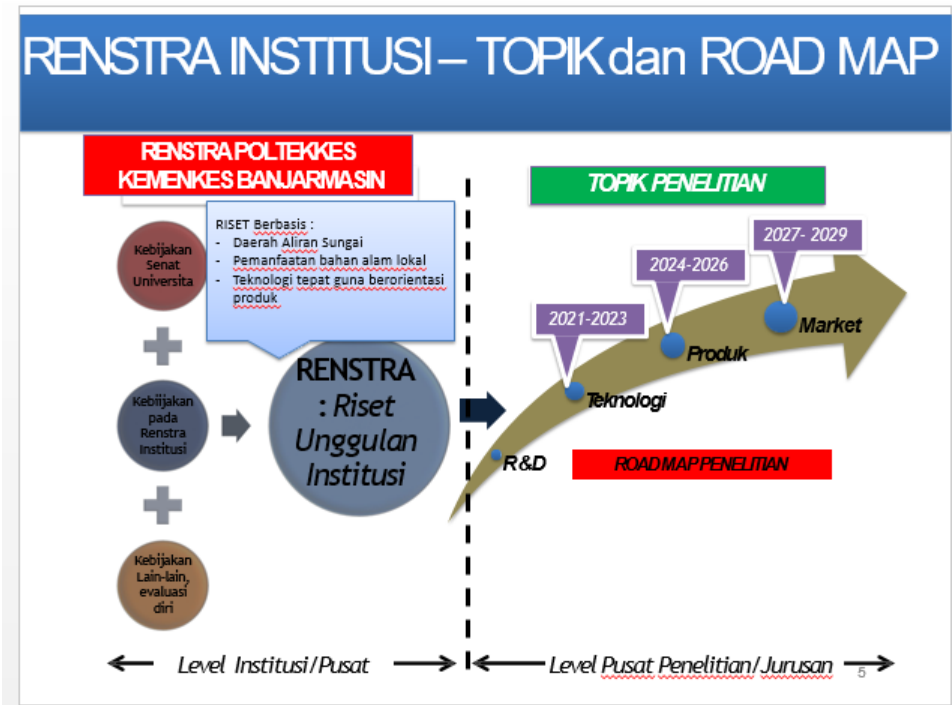 RENSTRA INSTITUSI – TOPIK dan ROAD MAP
RENSTRA POLTEKKES
KEMENKES BANJARMASIN
Kebijakan
Senat
Universita
Kebiijakan
pada
Renstra
Institusi
Kebijakan
Lain-lain,
evaluasi
diri
RISET Berbasis :
- Daerah Aliran Sungai
- Pemanfaatan bahan alam lokal
- Teknologi tepat guna berorientasi
produk
RENSTRA
: Riset
Unggulan
Institusi
TOPIK PENELITIAN
2021-2023
2024-2026
2027- 2029
R&D
Teknologi
Produk
Market
ROAD MAP PENELITIAN
Level Institusi/Pusat
Level Pusat Penelitian/Jurusan
5